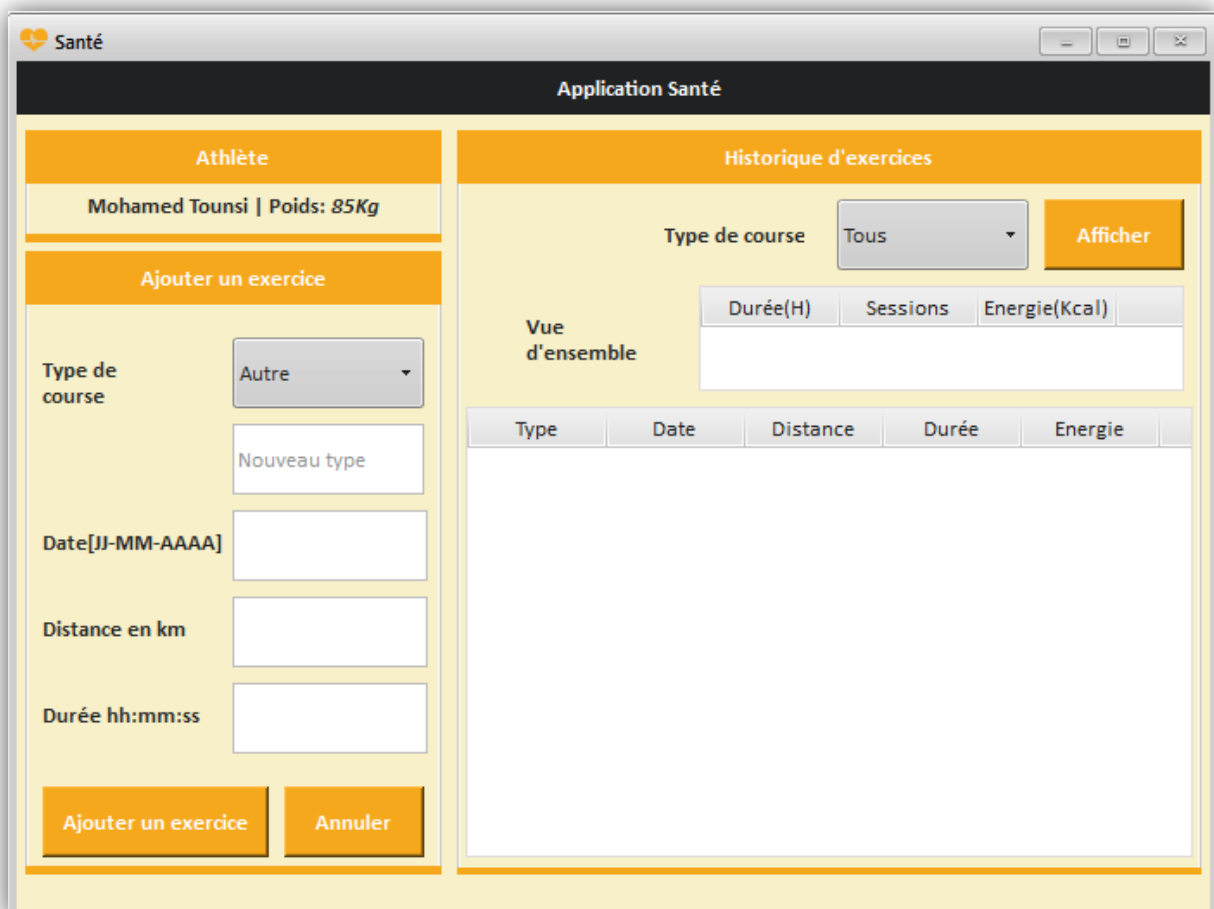 Santé
Application Santé
Athlète
Mohamed Tounsi | Poids: 85Kg
Ajouter un exercice
Type de
course
Autre
Nouveau type
Date[JJ-MM-AAAA]
Distance en km
Durée hh:mm:ss
Ajouter un exercice
Annuler
Historique d'exercices
Type de course
Tous
Afficher
Vue
d'ensemble
Durée(H) Sessions Energie(Kcal)
Type Date Distance Durée Energie